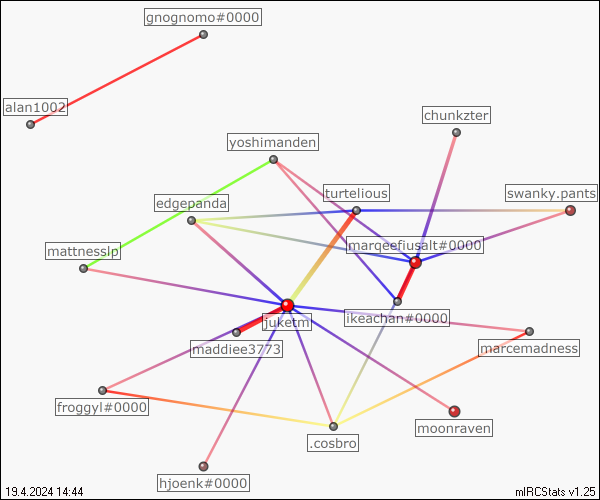 gnognomo#0000
alan1002
chunkzter
yoshimanden
turtelious
swanky.pants
edgepanda
marqeefiusalt#0000
mattnesslp
juketm
ikeachan#0000
maddiee3773
marcemadness
froggyl#0000
moonraven
.cosbro
hjoenk#0000
19.4.2024 14:44
mIRCStats v1.25